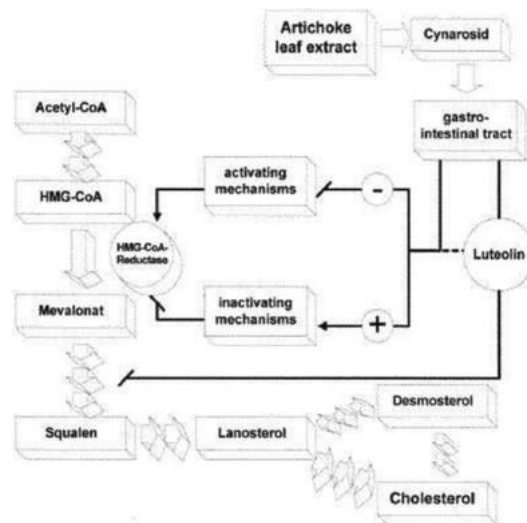 Artichoke
leaf extract
Cynarosid
Acetyl-CoA
gastro-
intestinal tract
activating
mechanisms
-
HMG-CoA
HMG-CoA-
Reductase
Luteolin
Mevalonat
inactivating
mechanisms
+
Desmosterol
Squalen
Lanosterol
Cholesterol